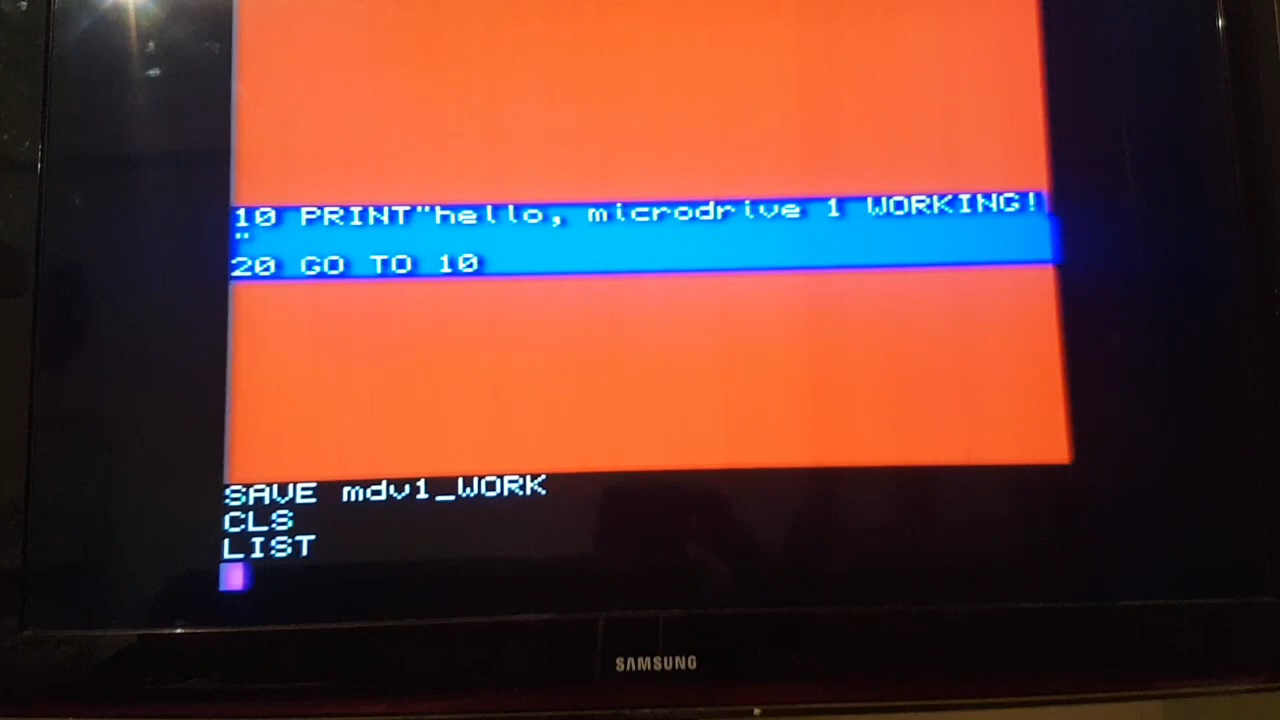 10 PRINT"hello, microdrive 1 WORKING!
"
20 GO TO 10
SAVE mdv1_WORK
CLS
LIST
SAMSUNG